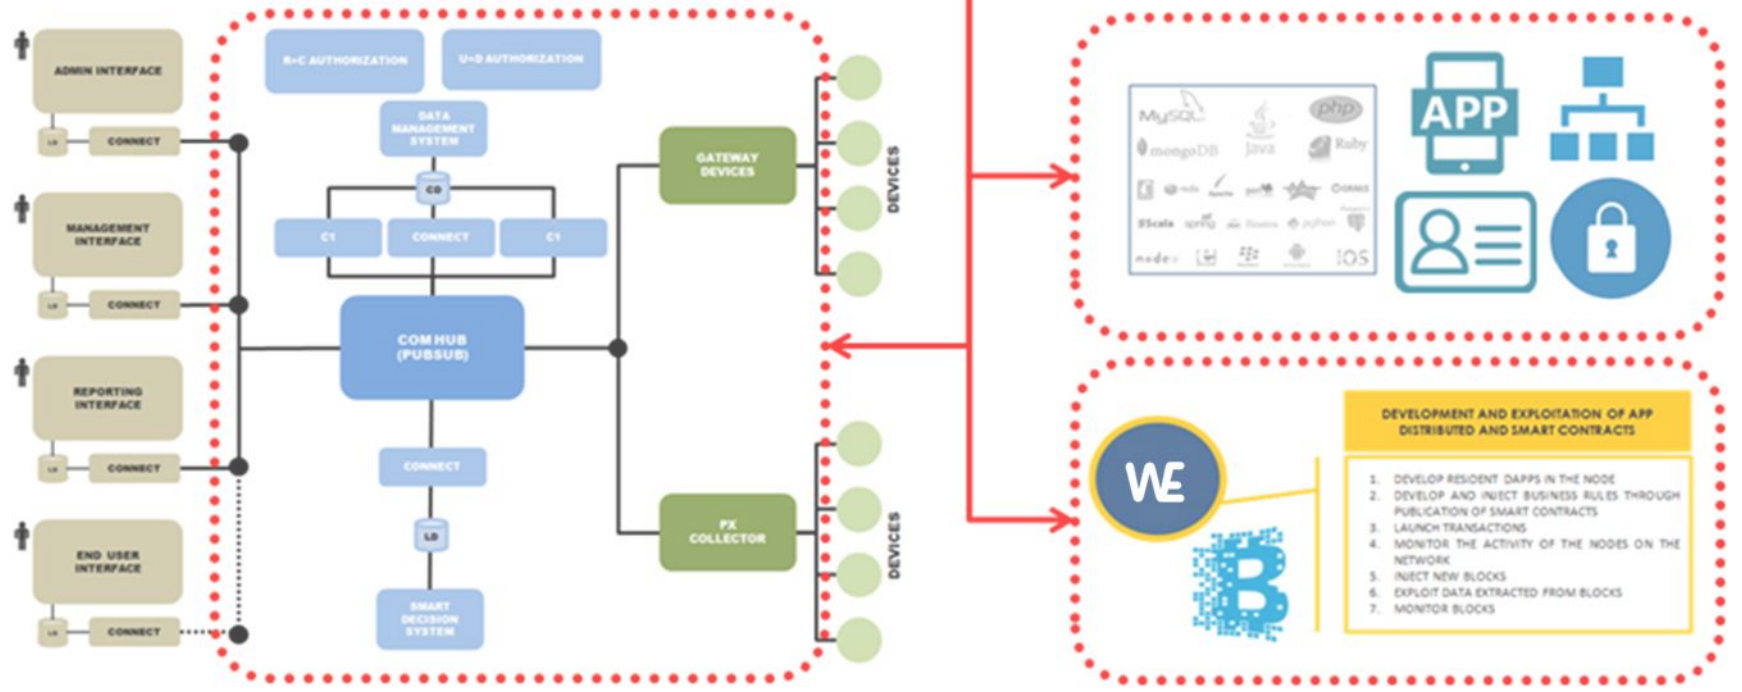 ADMIN INTERFACE
CONNECT
MANAGEMENT
INTERFACE
CONNECT
REPORTING
INTERFACE
CONNECT
END USER
INTERFACE
CONNECT
R+C AUTHORIZATION
U+D AUTHORIZATION
DATA
MANAGEMENT
SYSTEM
CD
C1
CONNECT
C1
COM HUB
(PUBSUB)
CONNECT
LD
SMART
DECISION
SYSTEM
GATEWAY
DEVICES
DEVICES
PX
COLLECTOR
DEVICES
MySQL
Java
php
mongoDB
Ruby
redis
Apache
perl
GRASS
Scala
spring
python
iOS
APP
WE
DEVELOPMENT AND EXPLOITATION OF APP
DISTRIBUTED AND SMART CONTRACTS
1. DEVELOP RESIDENT DAPPS IN THE NODE
2. DEVELOP AND INJECT BUSINESS RULES THROUGH
PUBLICATION OF SMART CONTRACTS
3. LAUNCH TRANSACTIONS
4. MONITOR THE ACTIVITY OF THE NODES ON THE
NETWORK
5. INJECT NEW BLOCKS
6. EXPLOIT DATA EXTRACTED FROM BLOCKS
7. MONITOR BLOCKS